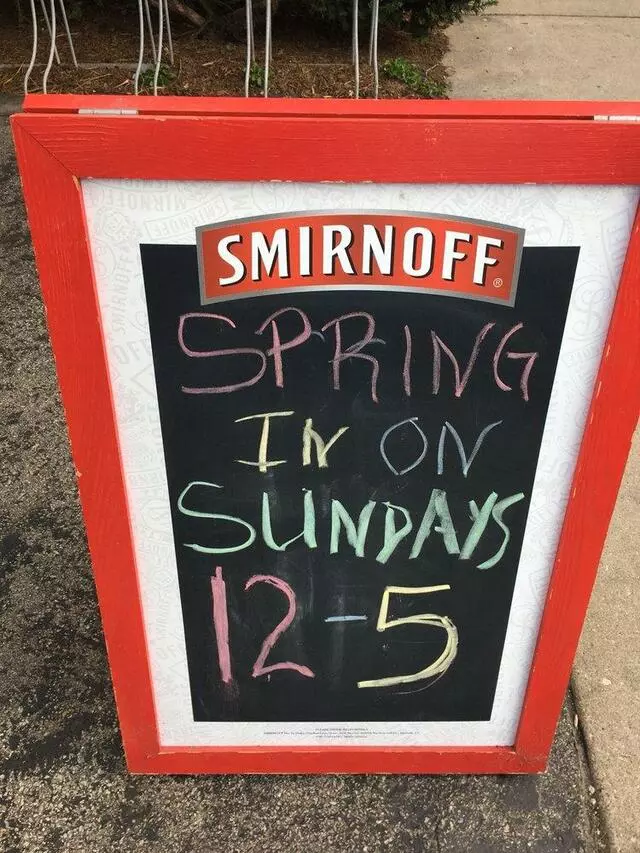 SMIRNOFF®
SPRING
IN ON
SUNDAYS
12-5